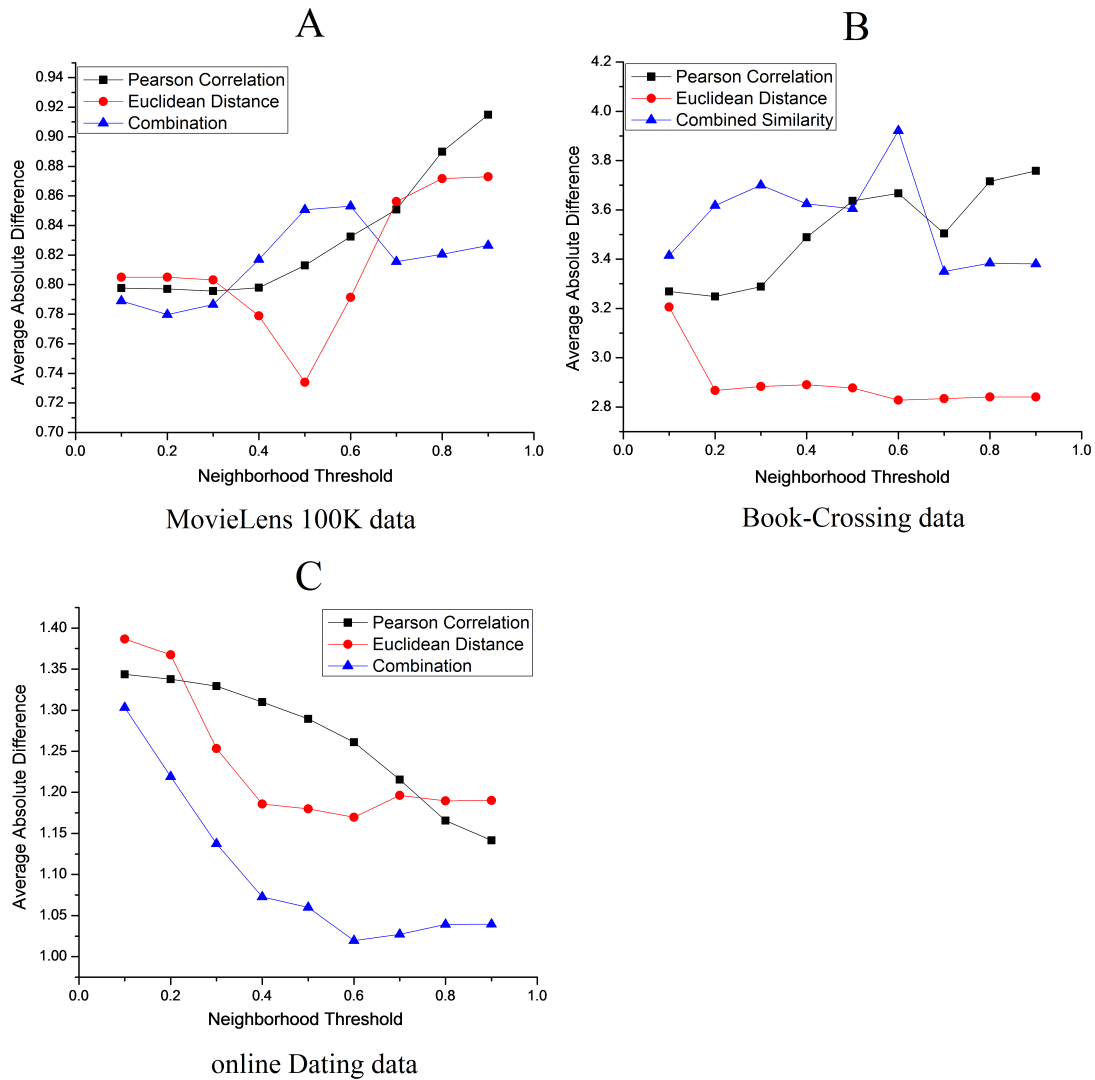 A
Pearson Correlation
Euclidean Distance
Combination
0.94
0.92
0.90
0.88
0.86
0.84
0.82
0.80
0.78
0.76
0.74
0.72
0.70
Average Absolute Difference
0.0 0.2 0.4 0.6 0.8 1.0
Neighborhood Threshold
MovieLens 100K data
B
Pearson Correlation
Euclidean Distance
Combined Similarity
4.2
4.0
3.8
3.6
3.4
3.2
3.0
2.8
Average Absolute Difference
0.0 0.2 0.4 0.6 0.8 1.0
Neighborhood Threshold
Book-Crossing data
C
Pearson Correlation
Euclidean Distance
Combination
1.40
1.35
1.30
1.25
1.20
1.15
1.10
1.05
1.00
Average Absolute Difference
0.0 0.2 0.4 0.6 0.8 1.0
Neighborhood Threshold
online Dating data